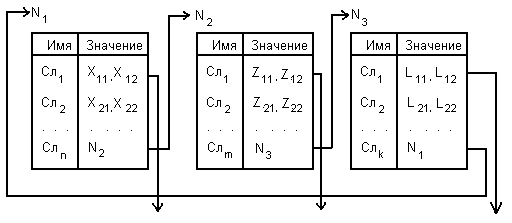 N1 N2 N3
Имя Значение Имя Значение Имя Значение
Сл1 X11, X12 Сл1 Z11, Z12 Сл1 L11, L12
Сл2 X21, X22 Сл2 Z21, Z22 Сл2 L21, L22
. . . . . . . . . . . . . . . . . . . . . . . .
Слn N2 Слm N3 Слk N1